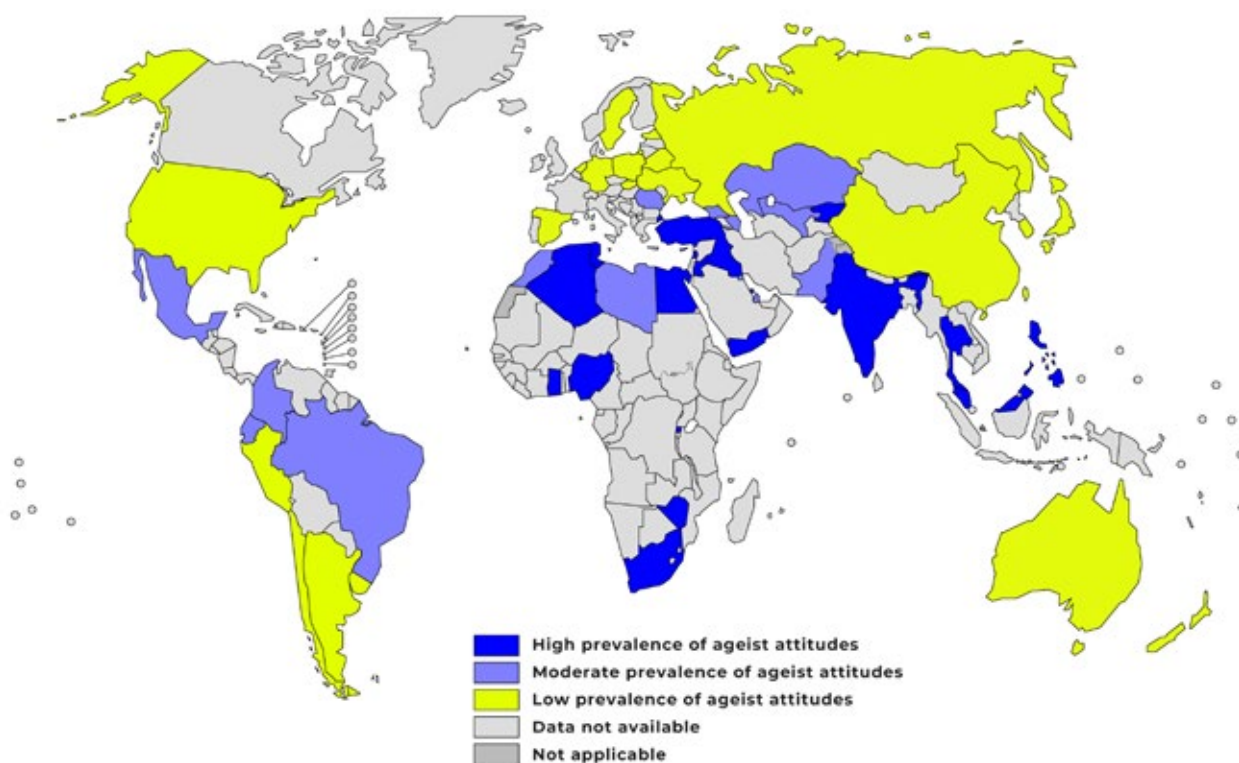 High prevalence of ageist attitudes
Moderate prevalence of ageist attitudes
Low prevalence of ageist attitudes
Data not available
Not applicable